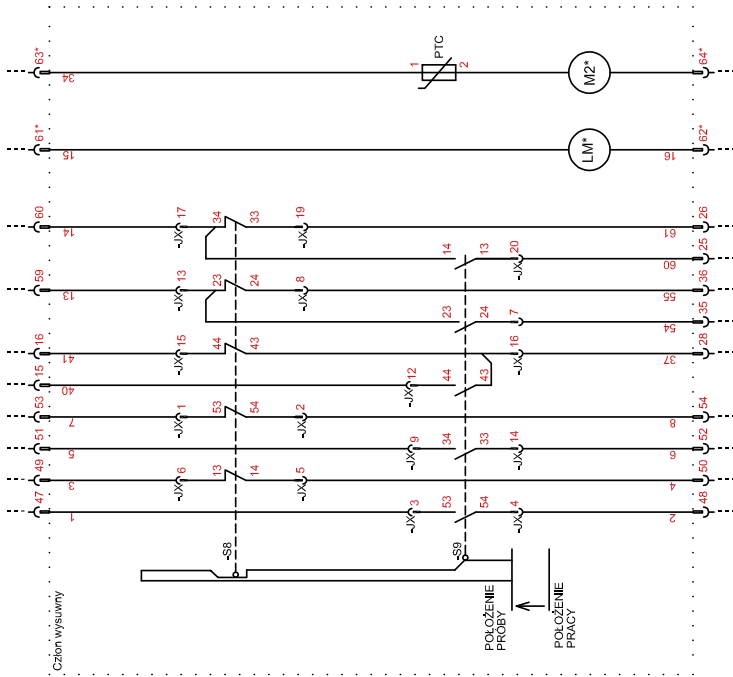 63*
61*
60
59
16
15
53
51
49
47
34
15
14
13
41
40
7
5
3
1
1
PTC
2
M2*
LM*
-JX
17
34
33
-JX
19
14
13
-JX
20
-JX
13
23
24
-JX
8
23
24
-JX
7
-JX
15
44
43
-JX
16
-JX
12
44
43
-JX
1
53
54
-JX
2
-JX
9
34
33
-JX
14
-JX
6
13
14
-JX
5
-JX
3
53
54
-JX
4
-S8
-S9
Człon wysuwny
POŁOŻENIE
PRÓBY
POŁOŻENIE
PRACY
16
61
60
55
54
37
8
6
4
2
64*
62*
26
25
36
35
28
54
52
50
48